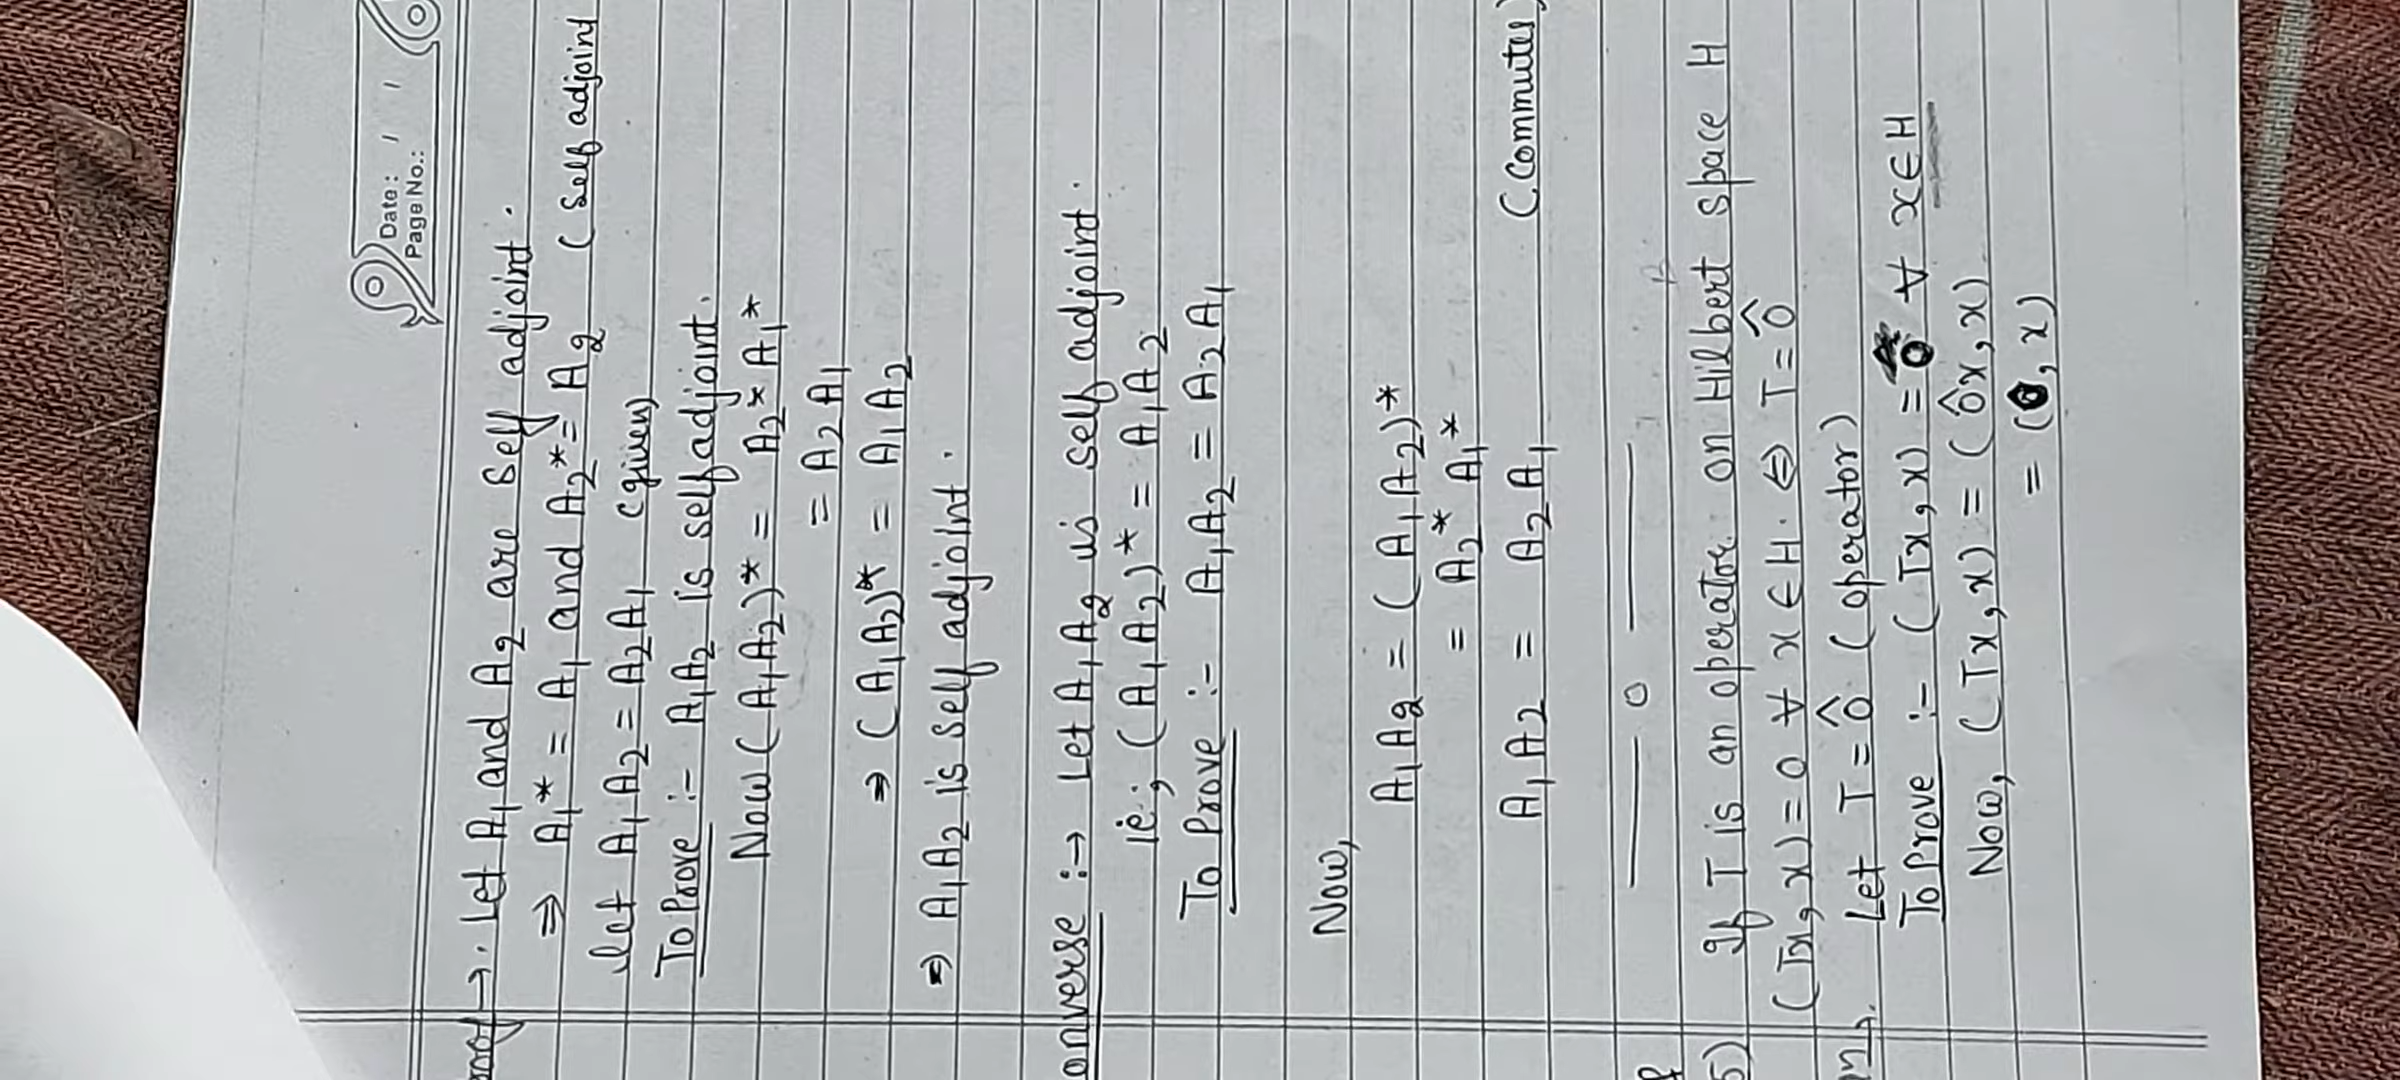 Date: / /
Page No.:
→. Let A₁ and A₂ are self adjoint.
⇒ A₁* = A₁ and A₂* = A₂ (self adjoint
Let A₁A₂ = A₂A₁ (given)
To Prove :- A₁A₂ is self adjoint.
Now (A₁A₂)* = A₂* A₁*
= A₂A₁
⇒ (A₁A₂)* = A₁A₂
⇒ A₁A₂ is self adjoint.
onverse :→ Let A₁A₂ is self adjoint.
ie., (A₁A₂)* = A₁A₂
To Prove :- A₁A₂ = A₂A₁
Now,
A₁A₂ = (A₁A₂)*
= A₂* A₁*
A₁A₂ = A₂A₁ (Commutes)
—— 0 ——
5) If T is an operator on Hilbert space H
(Tx, x) = 0 ∀ x ∈ H. ⇔ T = Ô
Let T = Ô (operator)
To Prove :- (Tx, x) = 0 ∀ x ∈ H
Now, (Tx, x) = (Ôx, x)
= (0, x)